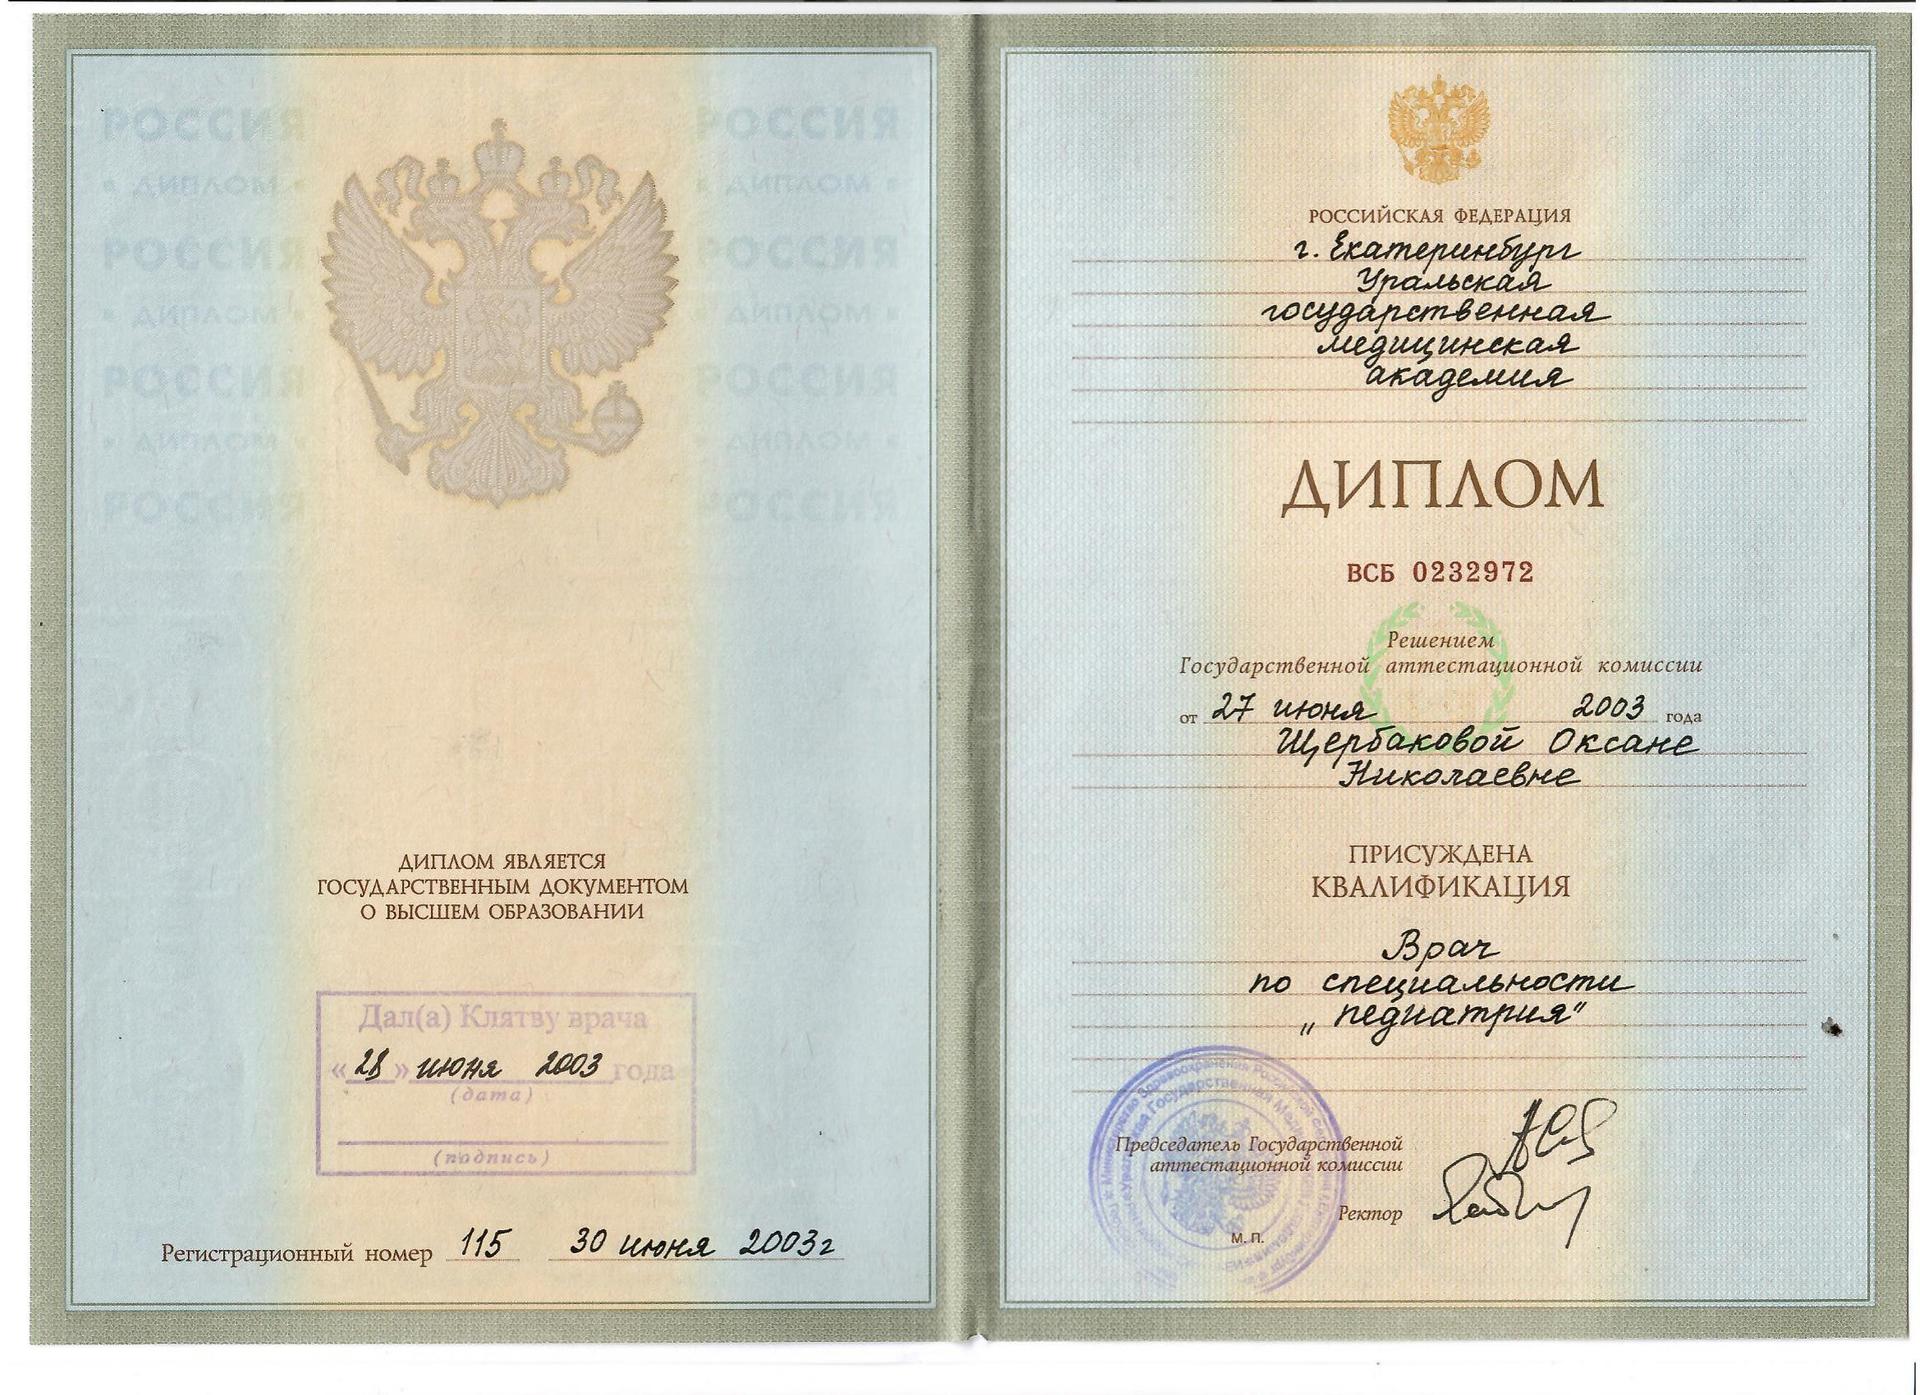 РОССИЯ РОССИЯ
• ДИПЛОМ • • ДИПЛОМ •
РОССИЯ РОССИЯ
• ДИПЛОМ • • ДИПЛОМ •
РОССИЯ РОССИЯ
• ДИПЛОМ • • ДИПЛОМ •
РОССИЯ РОССИЯ
ДИПЛОМ ЯВЛЯЕТСЯ
ГОСУДАРСТВЕННЫМ ДОКУМЕНТОМ
О ВЫСШЕМ ОБРАЗОВАНИИ
Дал(а) Клятву врача
«28» июня 2003 года
(дата)
(подпись)
Регистрационный номер 115 30 июня 2003г
РОССИЙСКАЯ ФЕДЕРАЦИЯ
г. Екатеринбург
Уральская
государственная
медицинская
академия
ДИПЛОМ
ВСБ 0232972
Решением
Государственной аттестационной комиссии
от 27 июня 2003 года
Щербаковой Оксане
Николаевне
ПРИСУЖДЕНА
КВАЛИФИКАЦИЯ
Врач
по специальности
„педиатрия"
Председатель Государственной
аттестационной комиссии
Ректор
М. П.